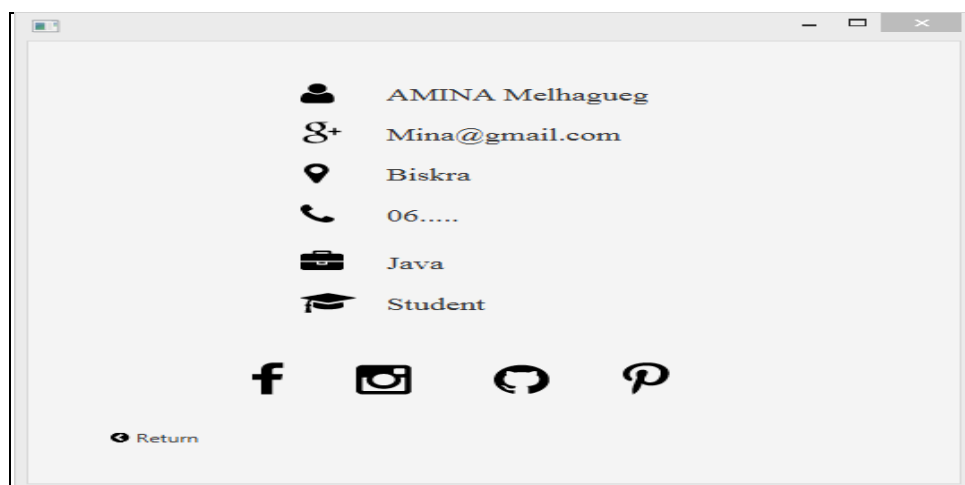 AMINA Melhagueg
Mina@gmail.com
Biskra
06.....
Java
Student
Return